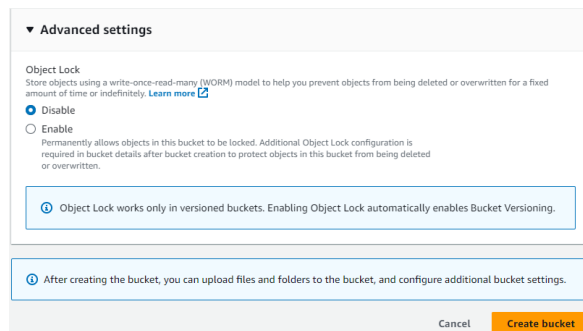 Advanced settings
Object Lock
Store objects using a write-once-read-many (WORM) model to help you prevent objects from being deleted or overwritten for a fixed
amount of time or indefinitely. Learn more
Disable
Enable
Permanently allows objects in this bucket to be locked. Additional Object Lock configuration is
required in bucket details after bucket creation to protect objects in this bucket from being deleted
or overwritten.
Object Lock works only in versioned buckets. Enabling Object Lock automatically enables Bucket Versioning.
After creating the bucket, you can upload files and folders to the bucket, and configure additional bucket settings.
Cancel Create bucket